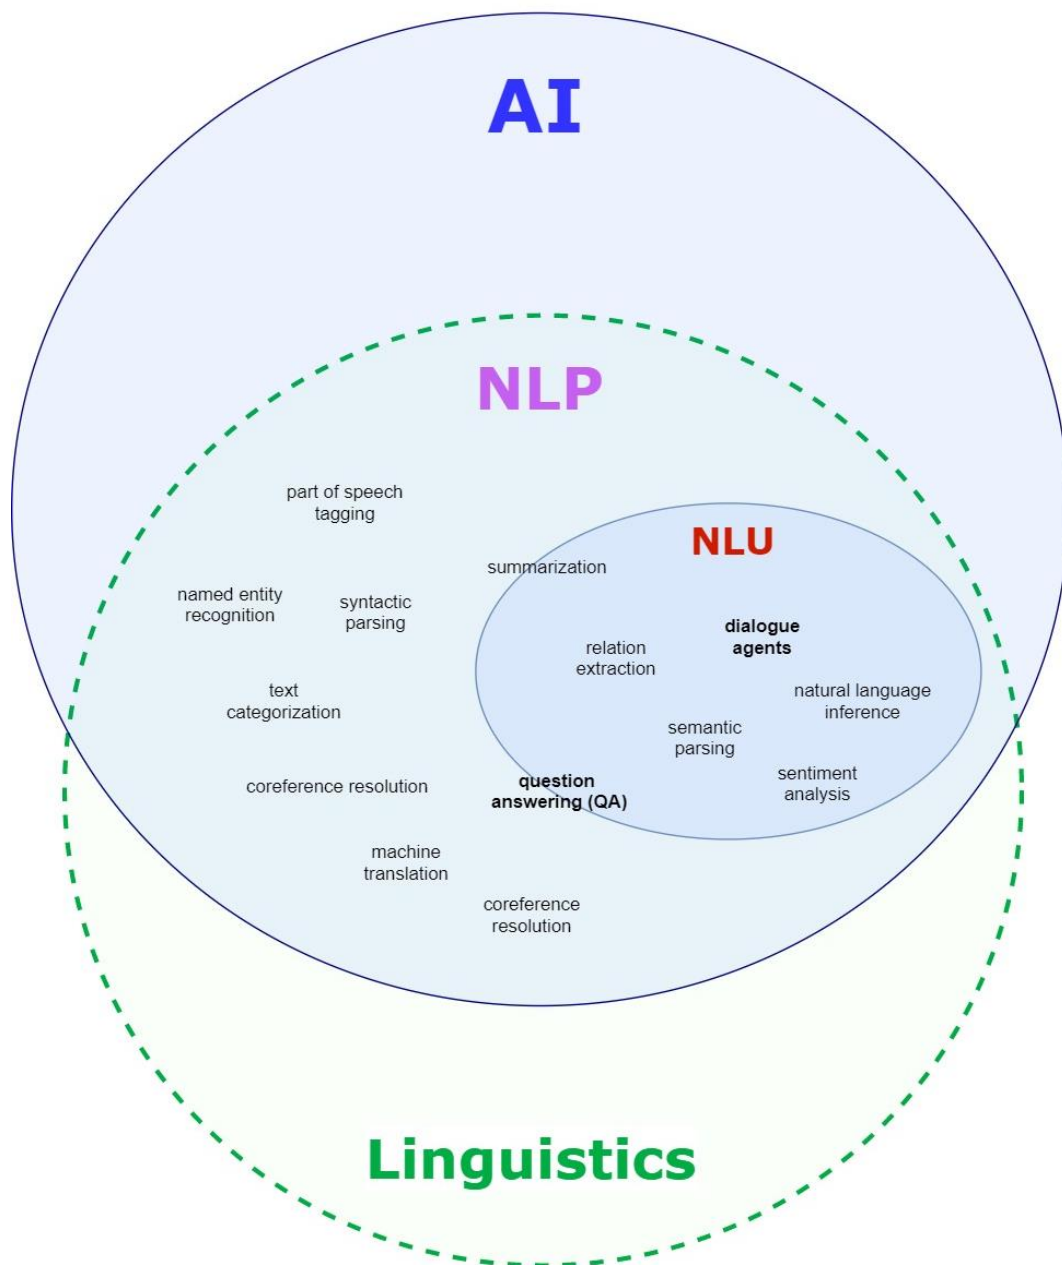 AI
NLP
part of speech
tagging
NLU
summarization
named entity
recognition
syntactic
parsing
dialogue
agents
relation
extraction
text
categorization
natural language
inference
semantic
parsing
coreference resolution
question
answering (QA)
sentiment
analysis
machine
translation
coreference
resolution
Linguistics